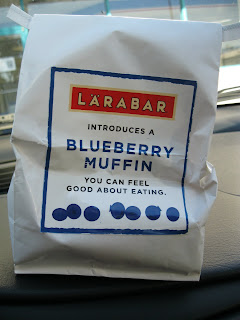 LÄRABAR
INTRODUCES A
BLUEBERRY
MUFFIN
YOU CAN FEEL
GOOD ABOUT EATING.